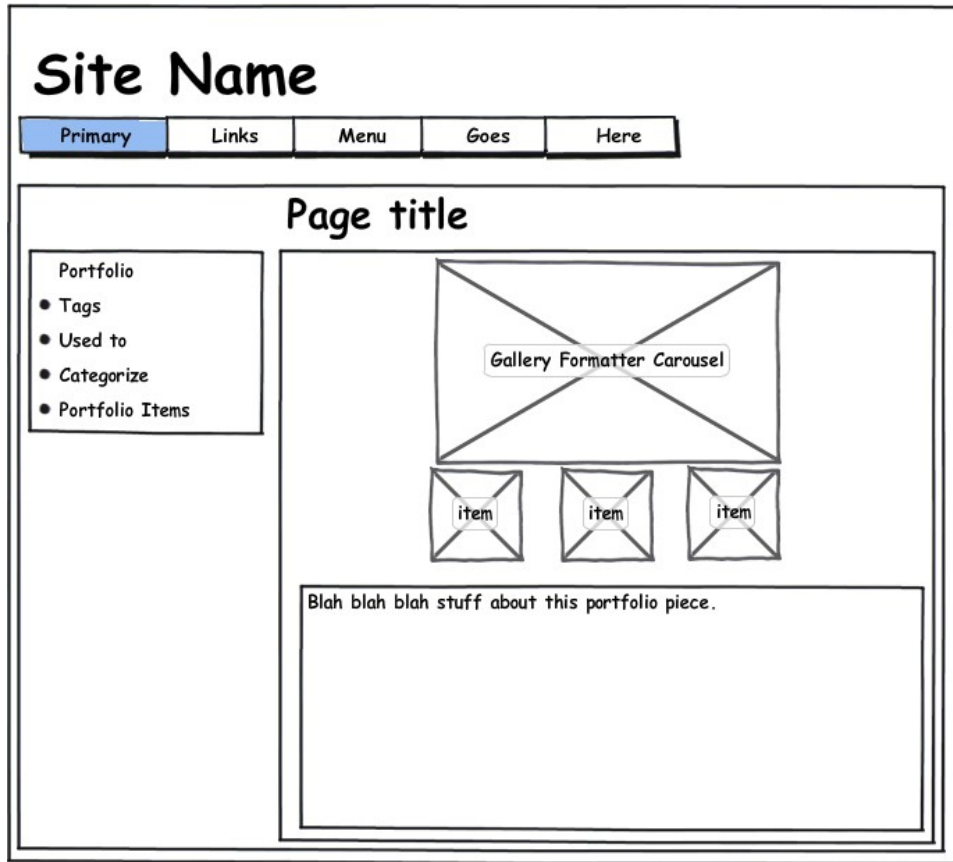 Site Name
Primary Links Menu Goes Here
Page title
Portfolio
Tags
Used to
Categorize
Portfolio Items
Gallery Formatter Carousel
item item item
Blah blah blah stuff about this portfolio piece.